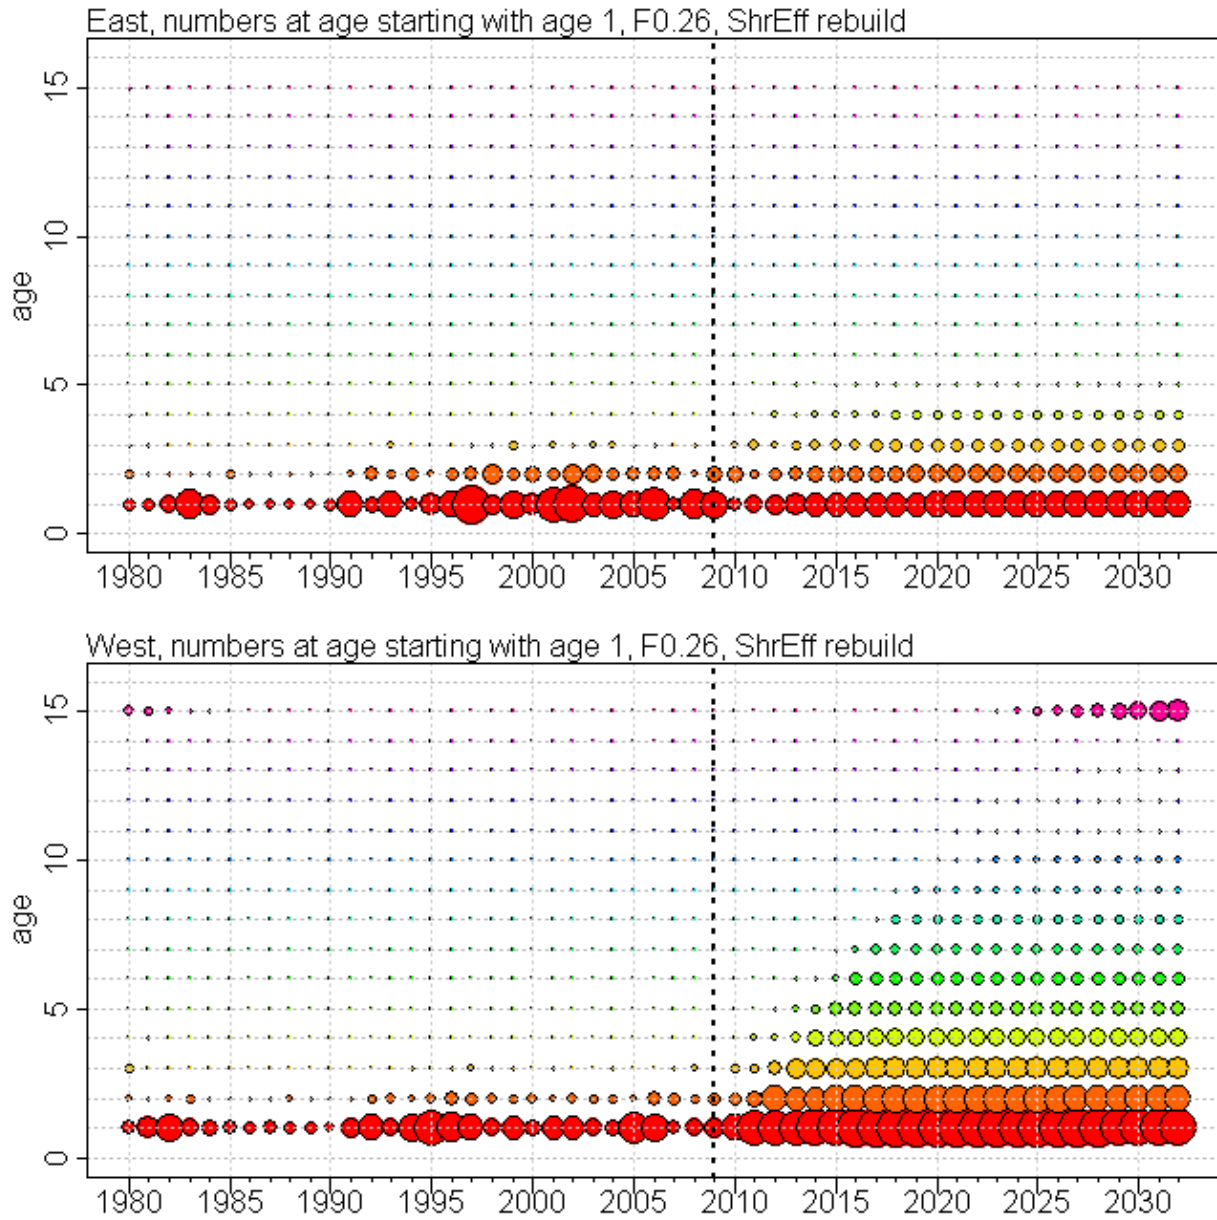 East, numbers at age starting with age 1, F0.26, ShrEff rebuild
15
10
5
0
age
1980 1985 1990 1995 2000 2005 2010 2015 2020 2025 2030
West, numbers at age starting with age 1, F0.26, ShrEff rebuild
15
10
5
0
age
1980 1985 1990 1995 2000 2005 2010 2015 2020 2025 2030